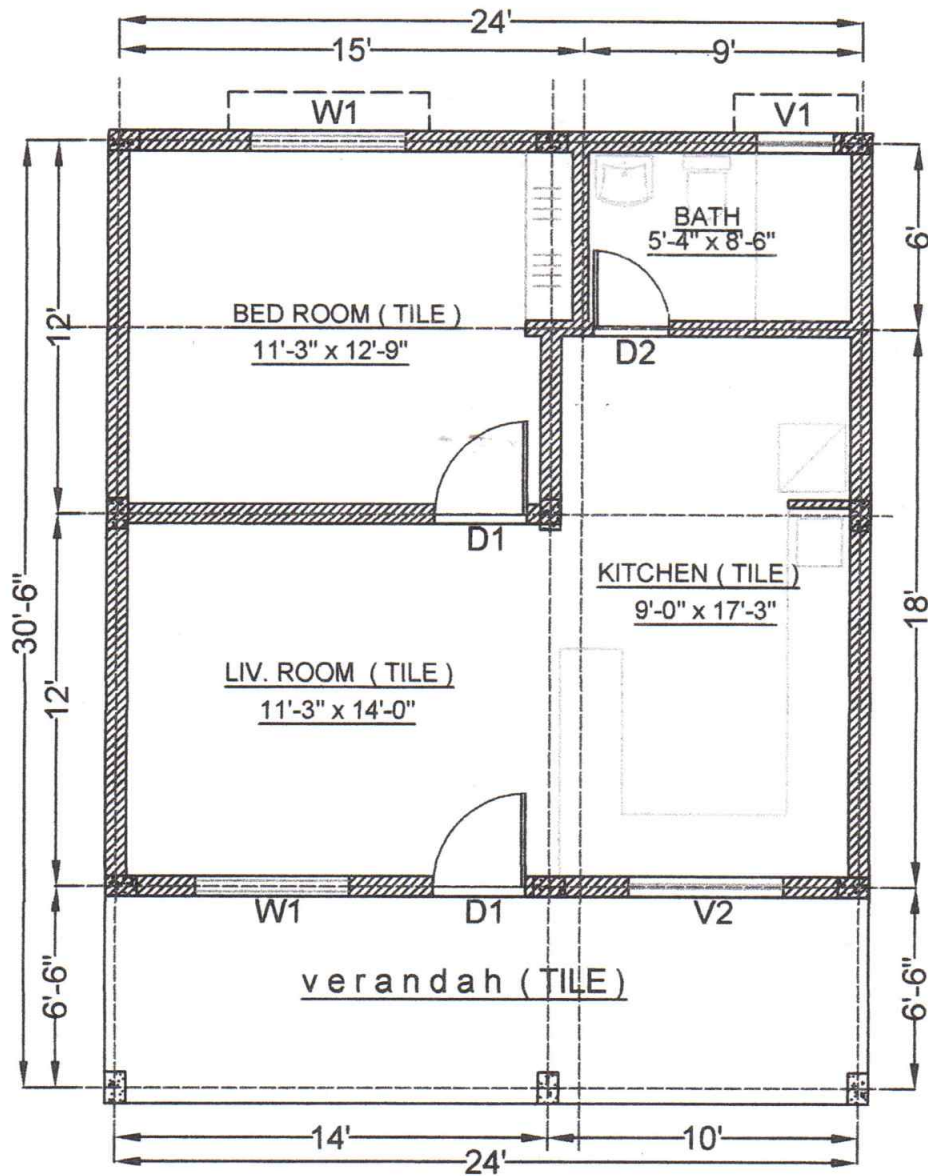 24'
15'
9'
W1
V1
BATH
5'-4" x 8'-6"
6'
12'
BED ROOM ( TILE )
11'-3" x 12'-9"
D2
D1
KITCHEN ( TILE )
9'-0" x 17'-3"
30'-6"
18'
12'
LIV. ROOM ( TILE )
11'-3" x 14'-0"
W1
D1
V2
verandah ( TILE )
6'-6"
6'-6"
14'
10'
24'